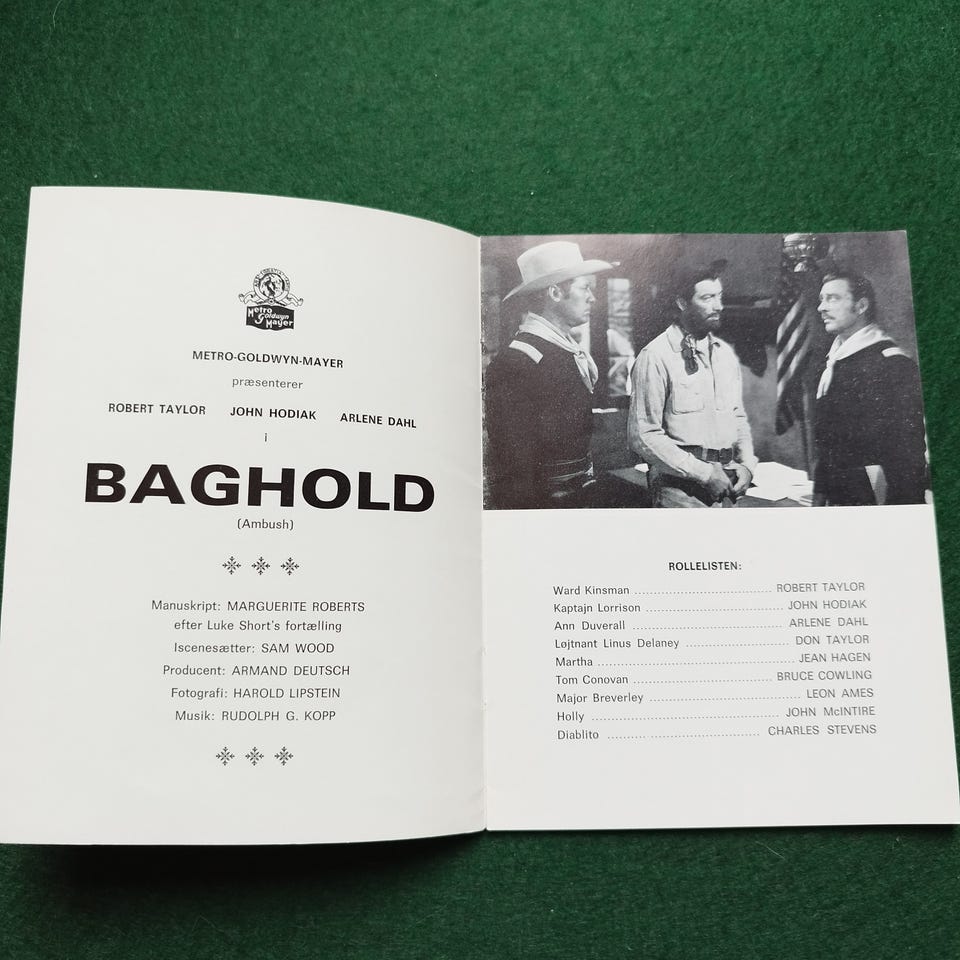 Metro
Goldwyn
Mayer
METRO-GOLDWYN-MAYER
præsenterer
ROBERT TAYLOR JOHN HODIAK ARLENE DAHL
i
BAGHOLD
(Ambush)
Manuskript: MARGUERITE ROBERTS
efter Luke Short's fortælling
Iscenesætter: SAM WOOD
Producent: ARMAND DEUTSCH
Fotografi: HAROLD LIPSTEIN
Musik: RUDOLPH G. KOPP
ROLLELISTEN:
Ward Kinsman ........ ROBERT TAYLOR
Kaptajn Lorrison ........ JOHN HODIAK
Ann Duverall ........ ARLENE DAHL
Løjtnant Linus Delaney ........ DON TAYLOR
Martha ........ JEAN HAGEN
Tom Conovan ........ BRUCE COWLING
Major Breverley ........ LEON AMES
Holly ........ JOHN McINTIRE
Diablito ........ CHARLES STEVENS